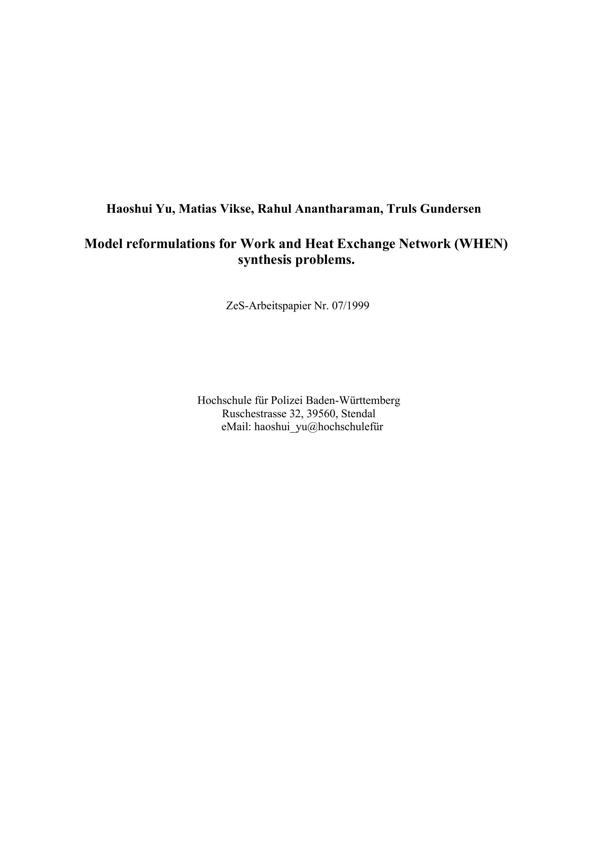 Haoshui Yu, Matias Vikse, Rahul Anantharaman, Truls Gundersen
Model reformulations for Work and Heat Exchange Network (WHEN)
synthesis problems.
ZeS-Arbeitspapier Nr. 07/1999
Hochschule für Polizei Baden-Württemberg
Ruschestrasse 32, 39560, Stendal
eMail: haoshui_yu@hochschulefür